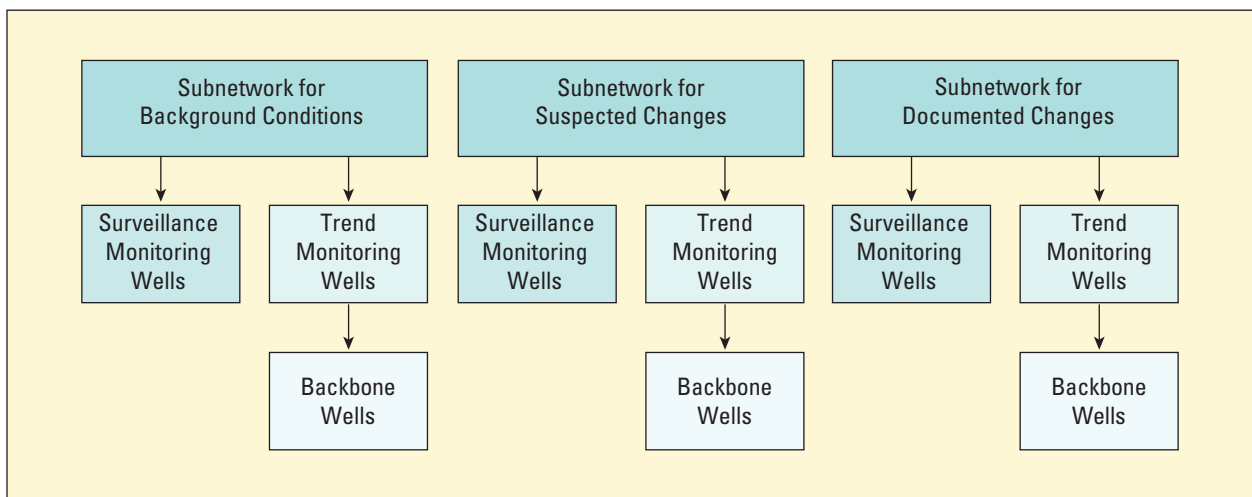 Subnetwork for
Background Conditions
Subnetwork for
Suspected Changes
Subnetwork for
Documented Changes
Surveillance
Monitoring
Wells
Trend
Monitoring
Wells
Surveillance
Monitoring
Wells
Trend
Monitoring
Wells
Surveillance
Monitoring
Wells
Trend
Monitoring
Wells
Backbone
Wells
Backbone
Wells
Backbone
Wells